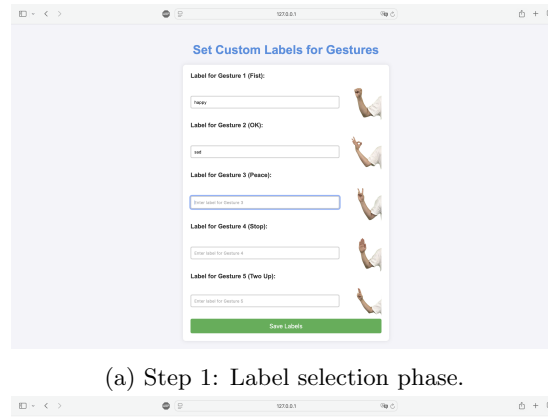 127.0.0.1
Set Custom Labels for Gestures
Label for Gesture 1 (Fist):
happy
Label for Gesture 2 (OK):
sad
Label for Gesture 3 (Peace):
Enter label for Gesture 3
Label for Gesture 4 (Stop):
Enter label for Gesture 4
Label for Gesture 5 (Two Up):
Enter label for Gesture 5
Save Labels
(a) Step 1: Label selection phase.
127.0.0.1